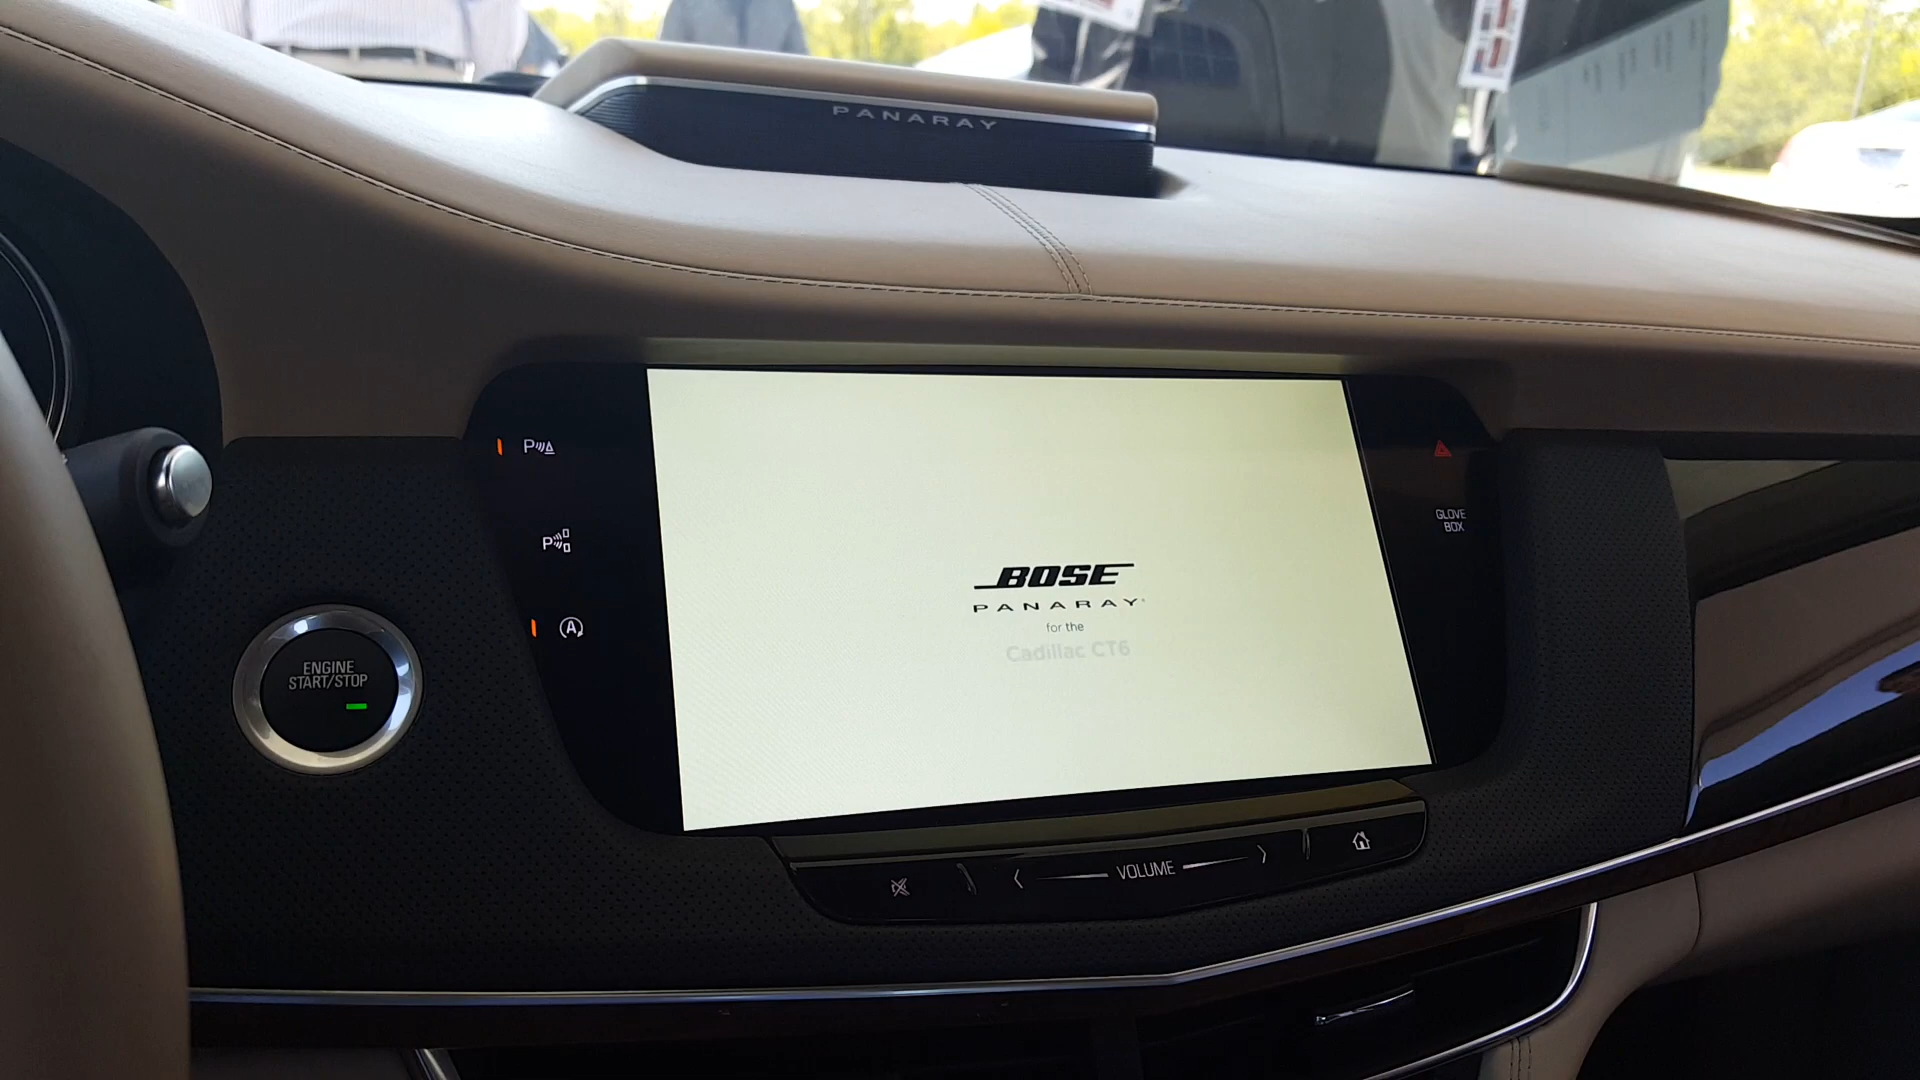 PANARAY
P
P
A
ENGINE
START/STOP
BOSE
PANARAY®
for the
Cadillac CT6
GLOVE
BOX
VOLUME